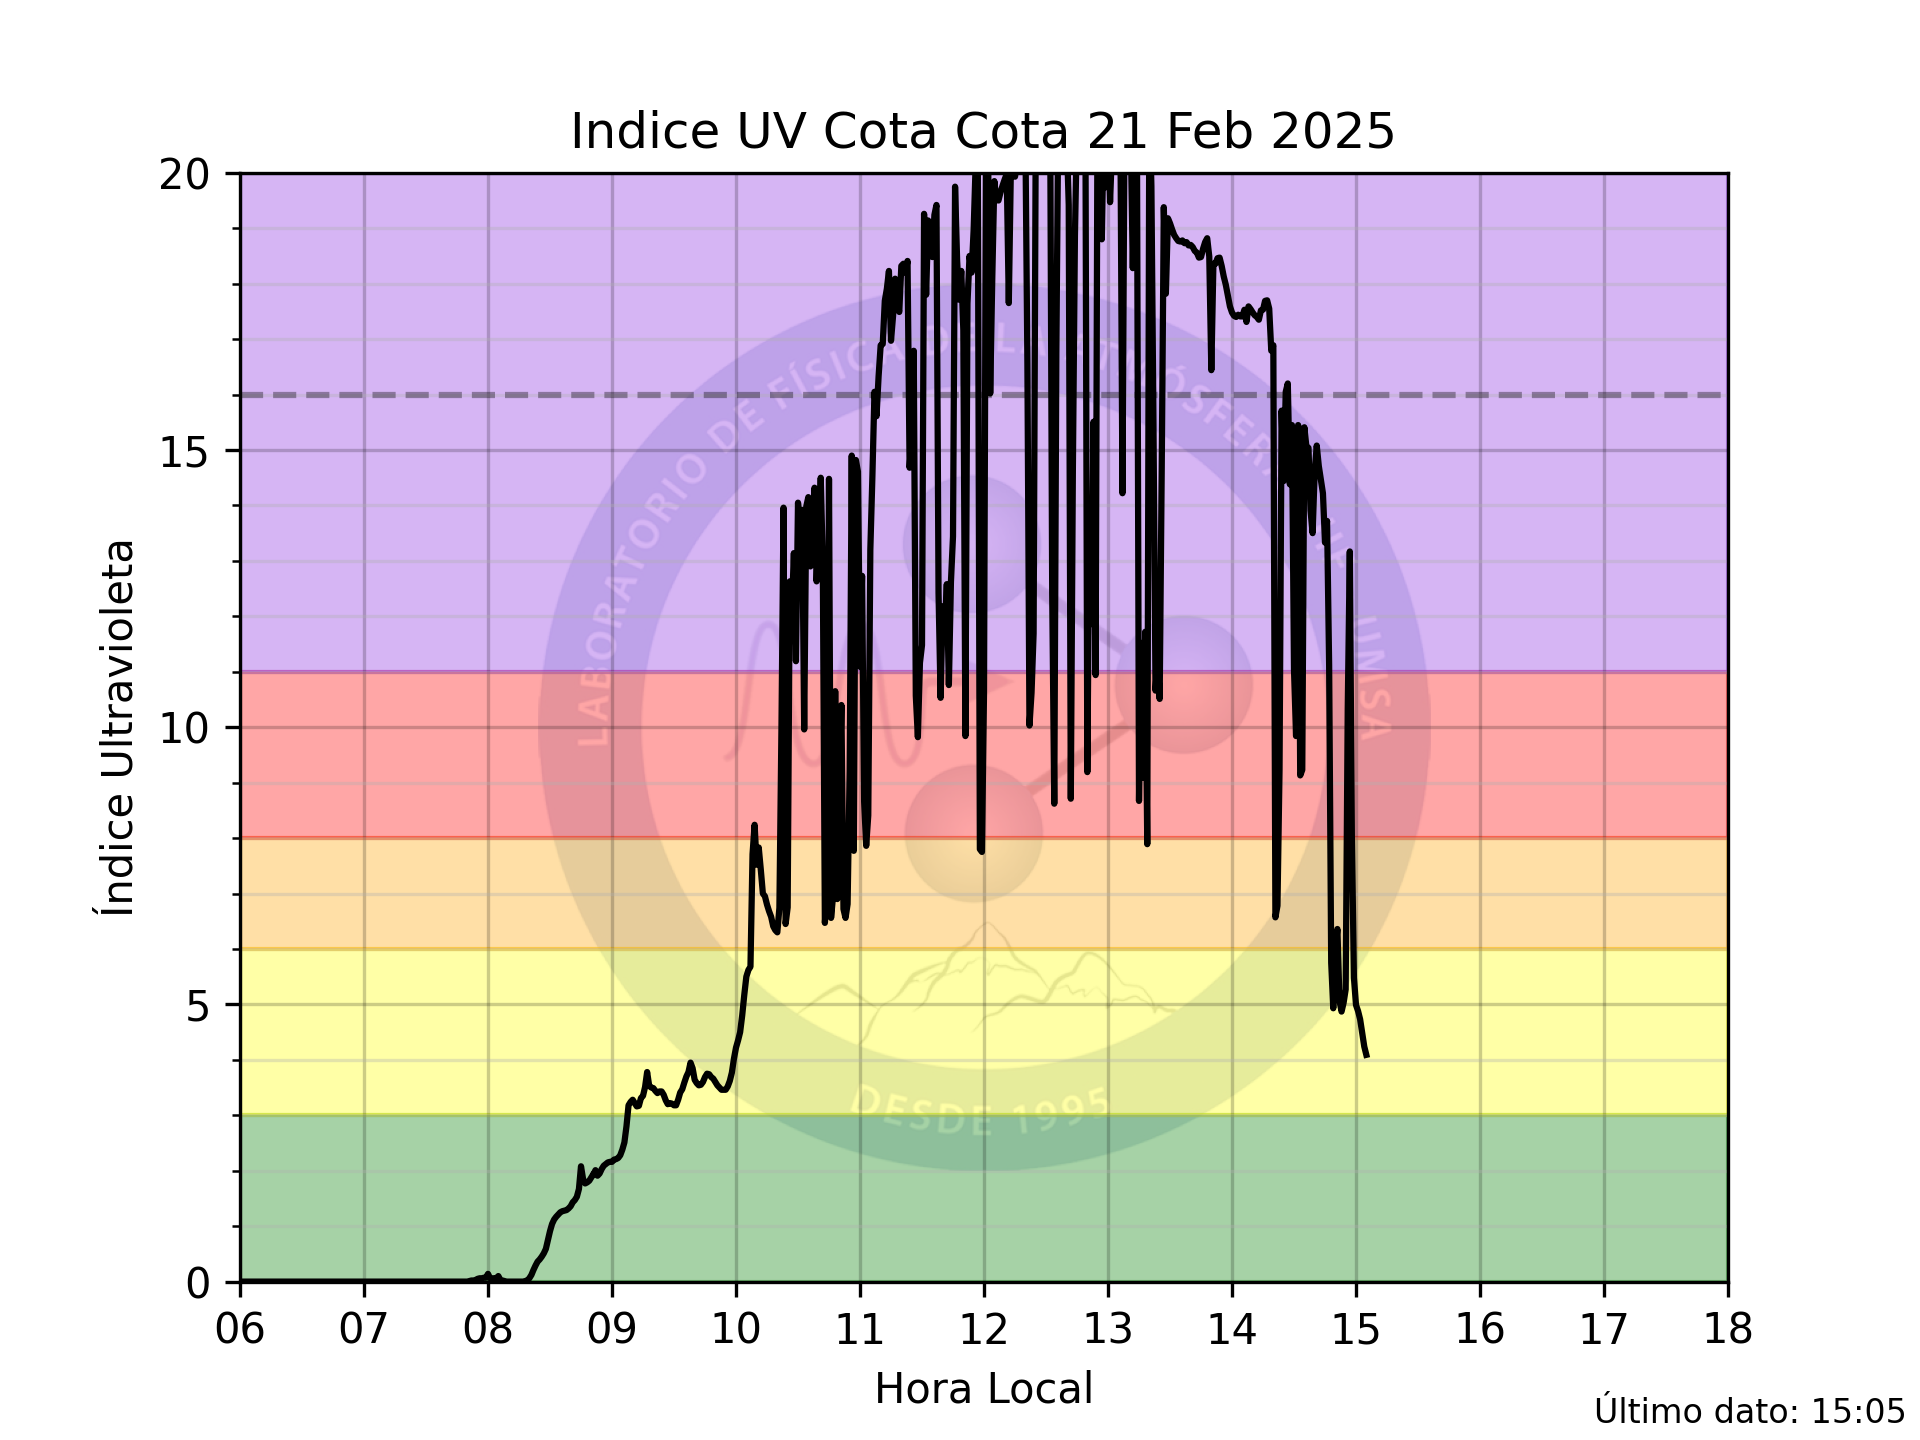 Indice UV Cota Cota 21 Feb 2025
20
15
10
5
0
Índice Ultravioleta
LABORATORIO DE FÍSICA DE LA
UMSA
DESDE 1995
06 07 08 09 10 11 12 13 14 15 16 17 18
Hora Local
Último dato: 15:05